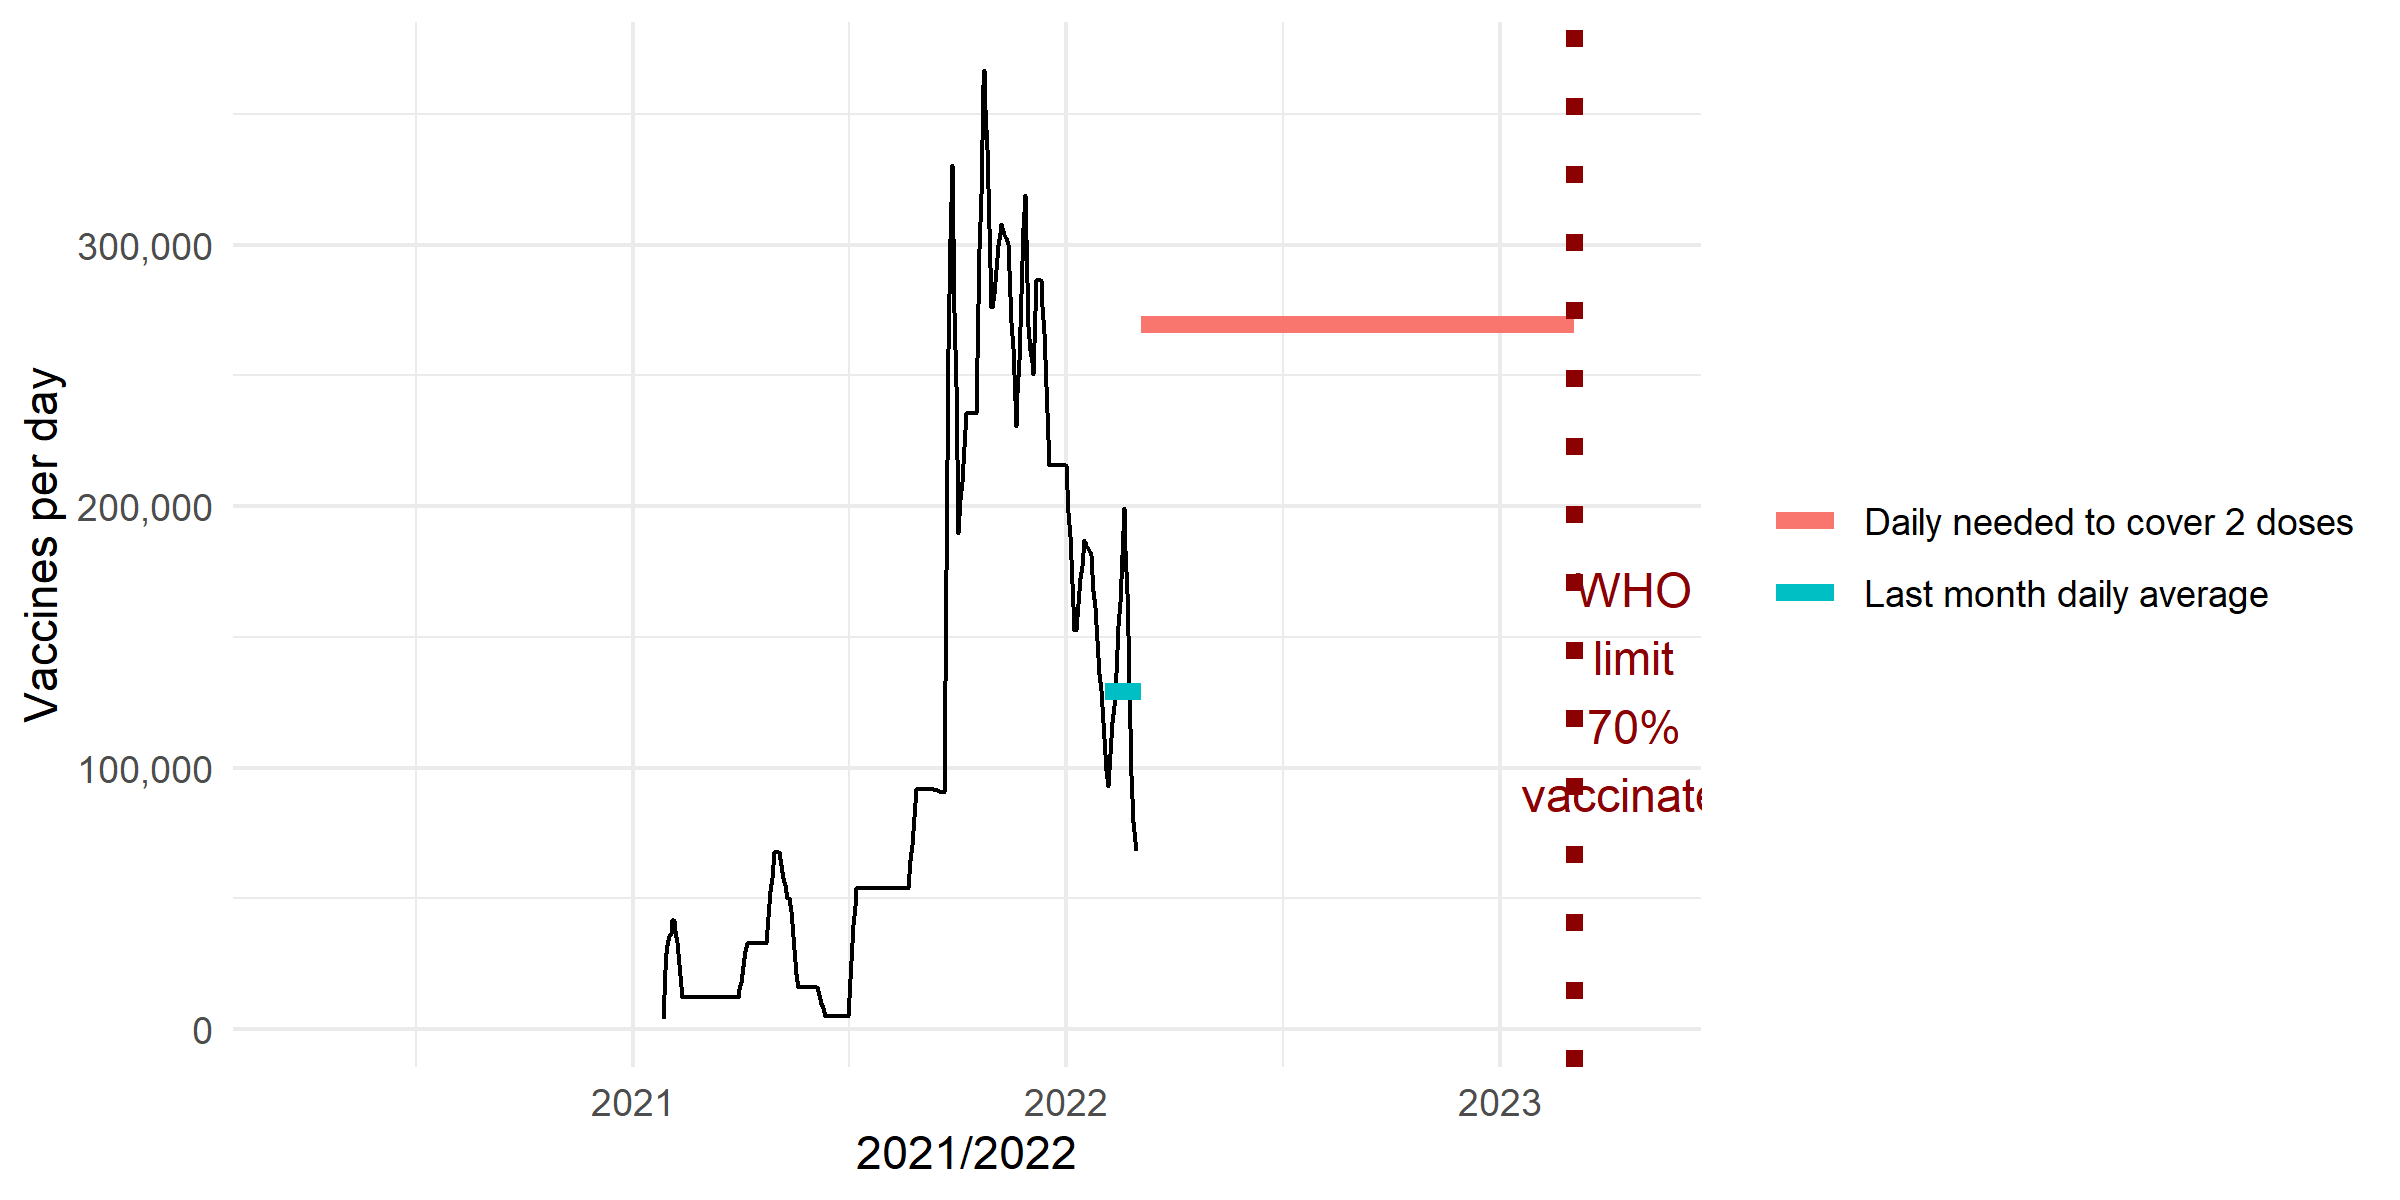 Vaccines per day
300,000
200,000
100,000
0
2021
2022
2023
2021/2022
WHO
limit
70%
vaccinate
Daily needed to cover 2 doses
Last month daily average